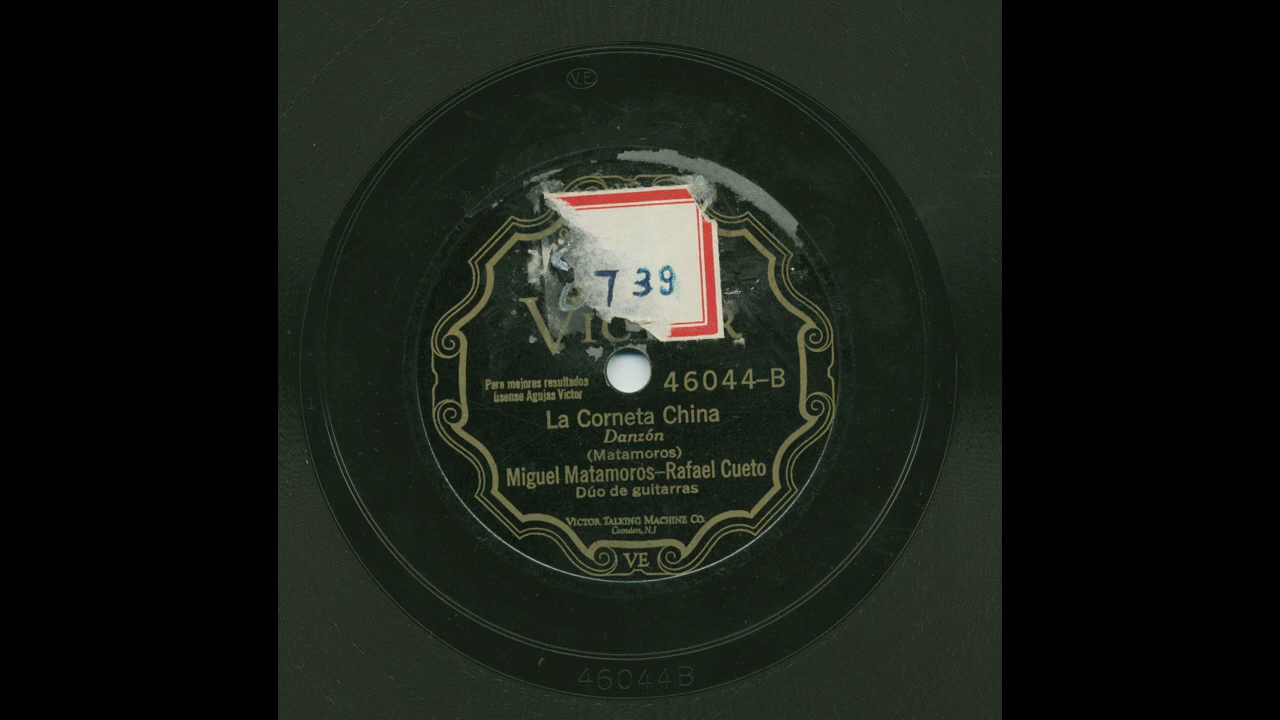 VE
739
VICTOR
Para mejores resultados
úsense Agujas Victor
46044-B
La Corneta China
Danzón
(Matamoros)
Miguel Matamoros-Rafael Cueto
Dúo de guitarras
VICTOR TALKING MACHINE CO.
Camden, N.J
VE
46044B